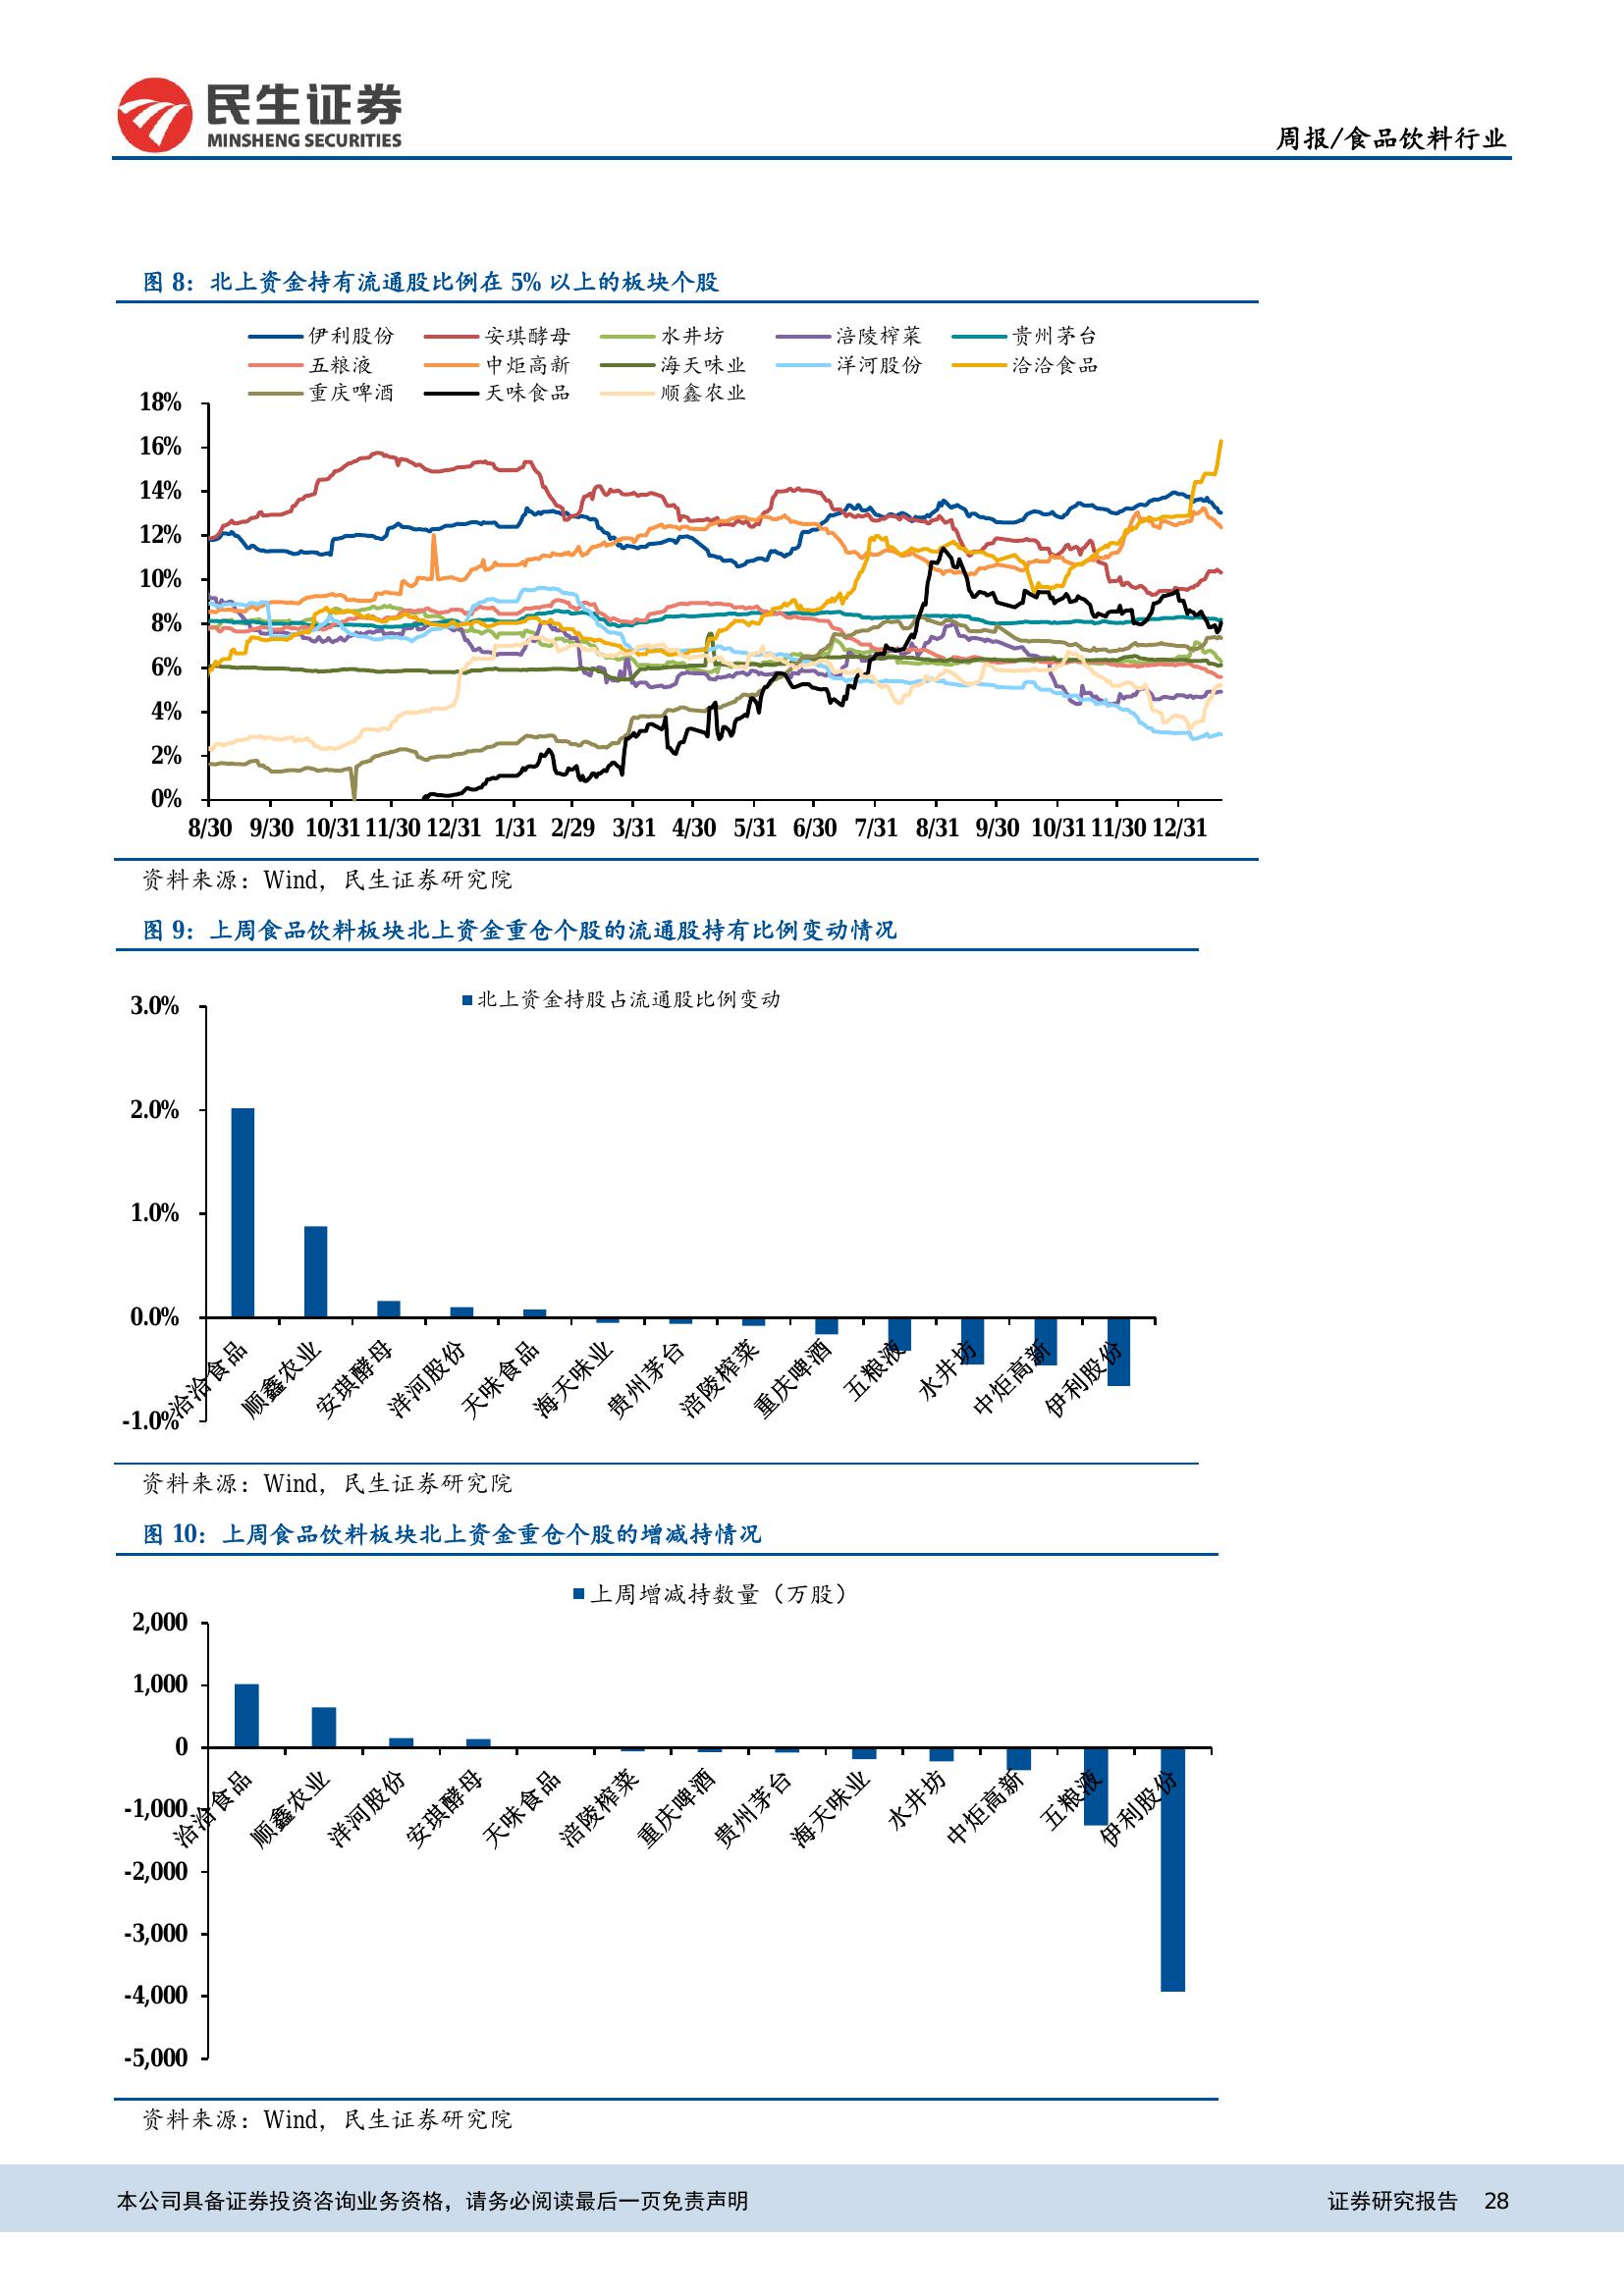 民生证券
MINSHENG SECURITIES
周报/食品饮料行业
图 8：北上资金持有流通股比例在 5% 以上的板块个股
伊利股份 安琪酵母 水井坊 涪陵榨菜 贵州茅台
五粮液 中炬高新 海天味业 洋河股份 洽洽食品
重庆啤酒 天味食品 顺鑫农业
18%
16%
14%
12%
10%
8%
6%
4%
2%
0%
8/30 9/30 10/31 11/30 12/31 1/31 2/29 3/31 4/30 5/31 6/30 7/31 8/31 9/30 10/31 11/30 12/31
资料来源：Wind，民生证券研究院
图 9：上周食品饮料板块北上资金重仓个股的流通股持有比例变动情况
北上资金持股占流通股比例变动
3.0%
2.0%
1.0%
0.0%
-1.0%
洽洽食品 顺鑫农业 安琪酵母 洋河股份 天味食品 海天味业 贵州茅台 涪陵榨菜 重庆啤酒 五粮液 水井坊 中炬高新 伊利股份
资料来源：Wind，民生证券研究院
图 10：上周食品饮料板块北上资金重仓个股的增减持情况
上周增减持数量（万股）
2,000
1,000
0
-1,000
-2,000
-3,000
-4,000
-5,000
洽洽食品 顺鑫农业 洋河股份 安琪酵母 天味食品 涪陵榨菜 重庆啤酒 贵州茅台 海天味业 水井坊 中炬高新 五粮液 伊利股份
资料来源：Wind，民生证券研究院
本公司具备证券投资咨询业务资格，请务必阅读最后一页免责声明
证券研究报告 28